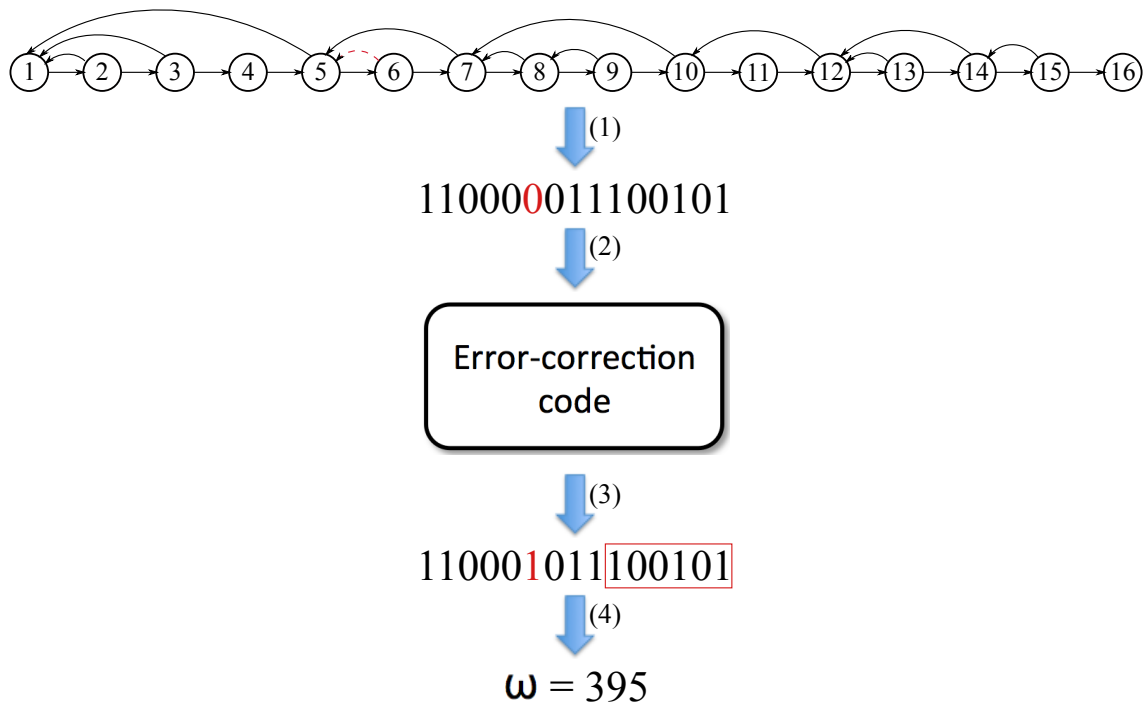 1 2 3 4 5 6 7 8 9 10 11 12 13 14 15 16
(1)
110000011100101
(2)
Error-correction
code
(3)
110001011100101
(4)
ω = 395